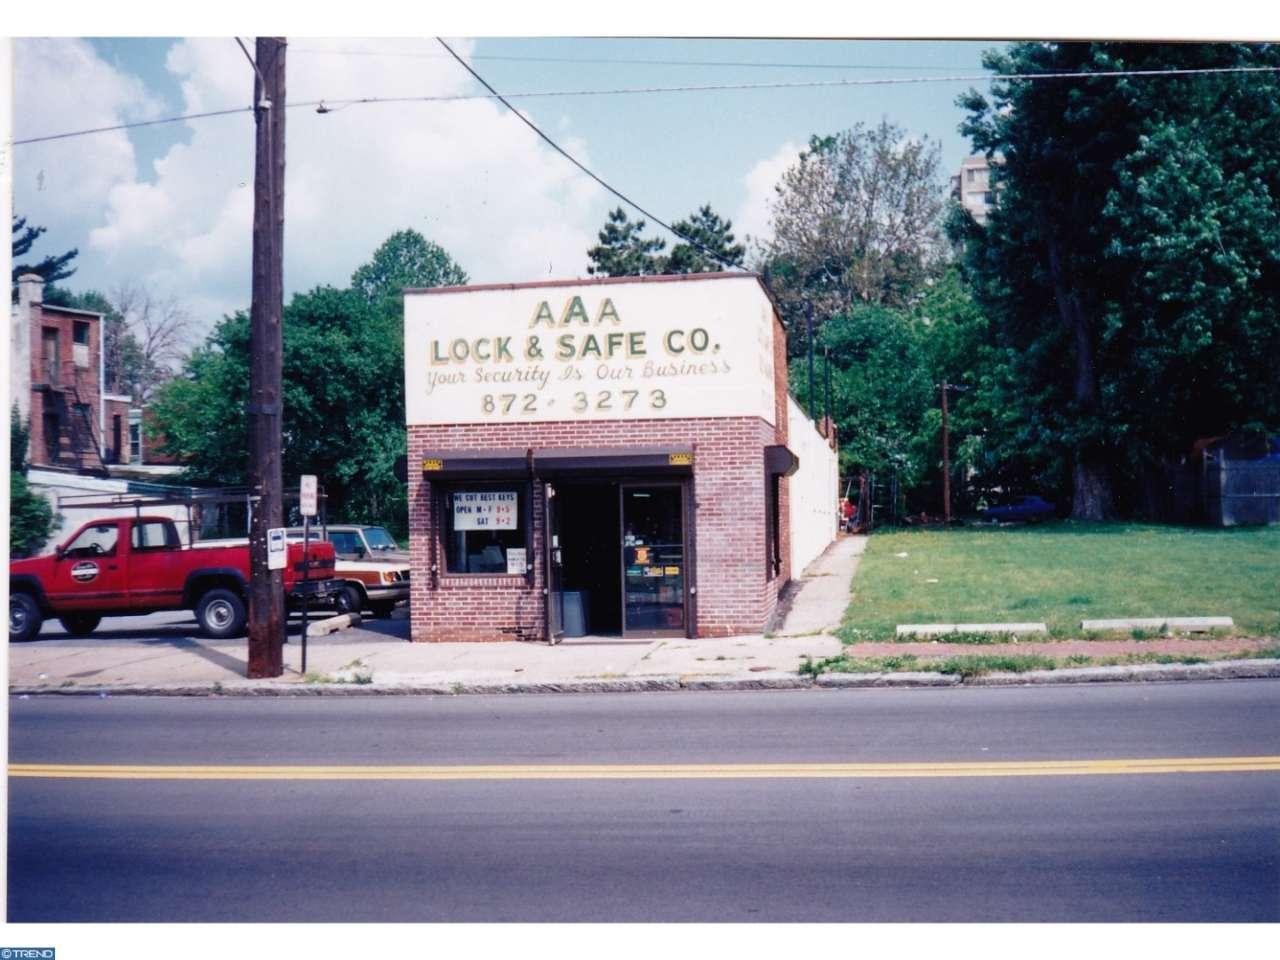 AAA
LOCK & SAFE CO.
Your Security Is Our Business
872-3273
WE CUT BEST KEYS
OPEN M-F 9-5
SAT 9-2
©TREND